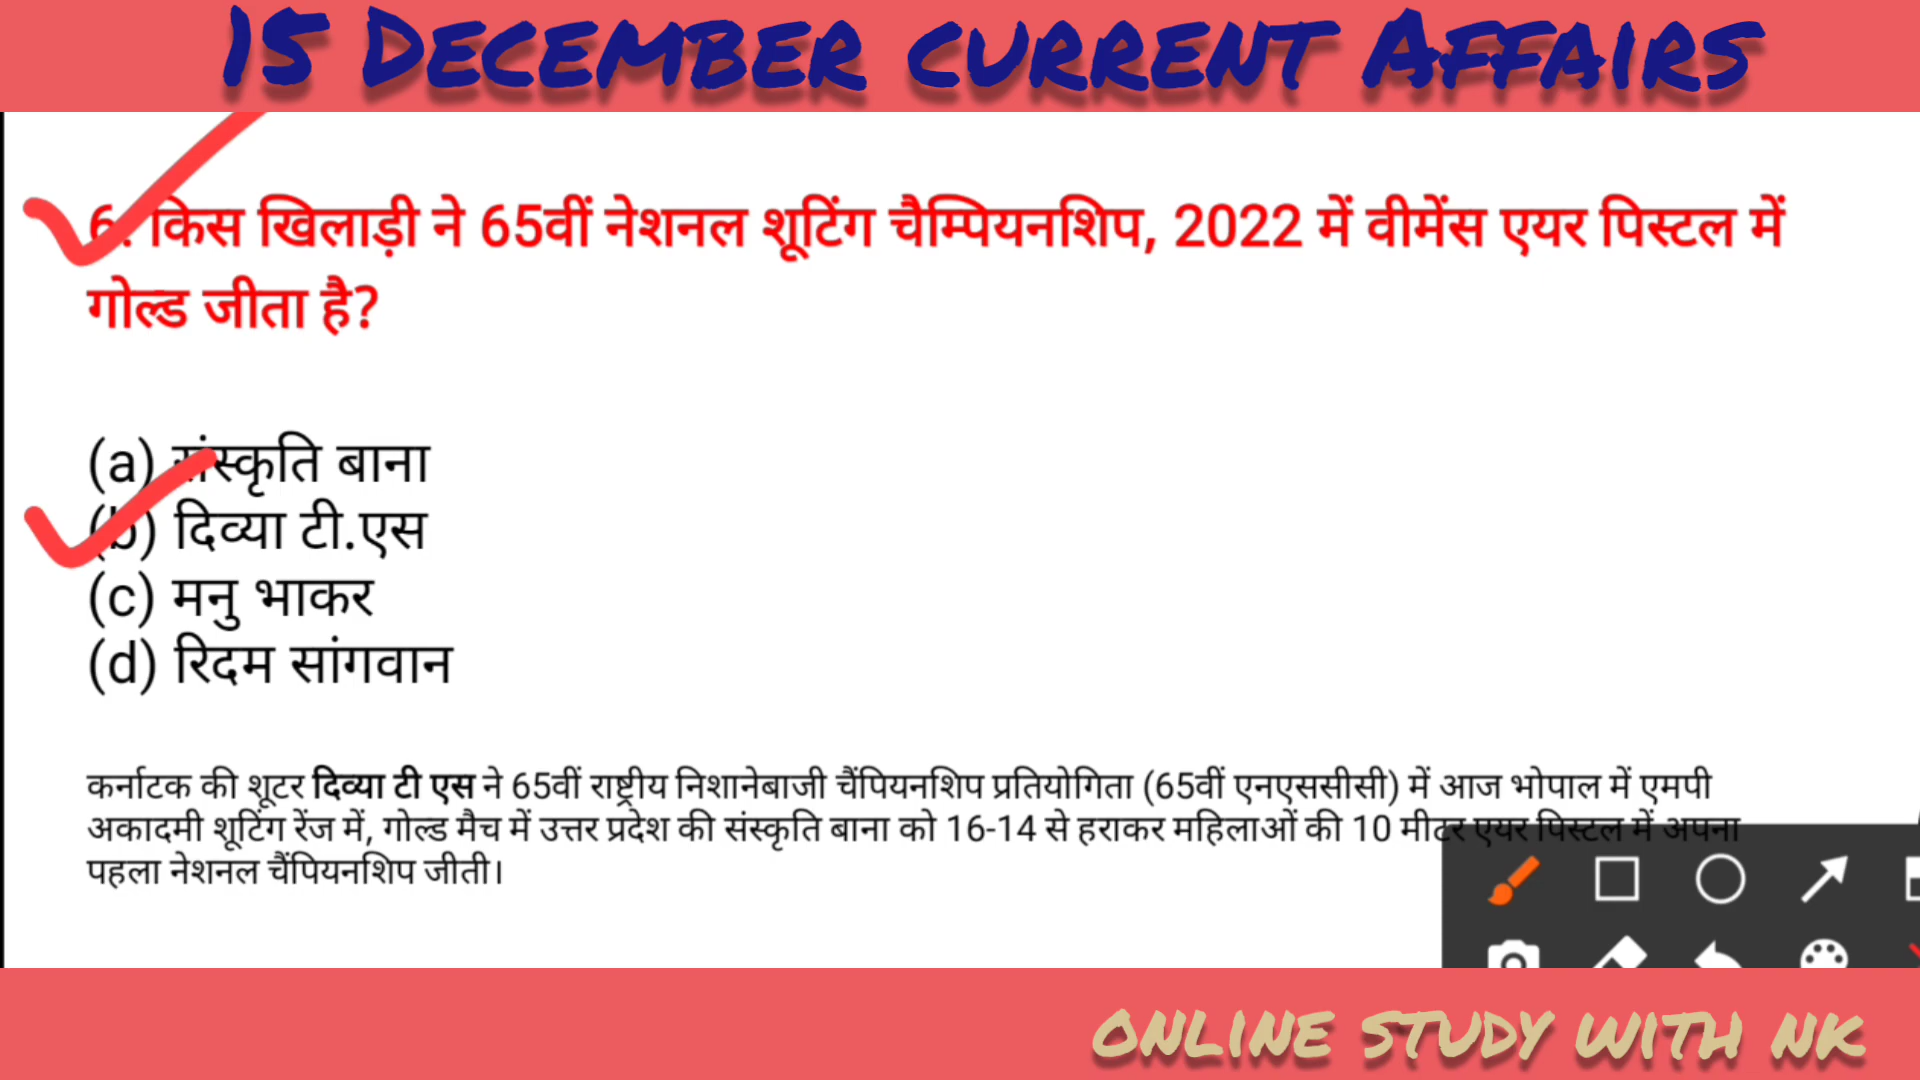 15 December current Affairs
6. किस खिलाड़ी ने 65वीं नेशनल शूटिंग चैम्पियनशिप, 2022 में वीमेंस एयर पिस्टल में
गोल्ड जीता है?
(a) संस्कृति बाना
(b) दिव्या टी.एस
(c) मनु भाकर
(d) रिदम सांगवान
कर्नाटक की शूटर दिव्या टी एस ने 65वीं राष्ट्रीय निशानेबाजी चैंपियनशिप प्रतियोगिता (65वीं एनएससीसी) में आज भोपाल में एमपी
अकादमी शूटिंग रेंज में, गोल्ड मैच में उत्तर प्रदेश की संस्कृति बाना को 16-14 से हराकर महिलाओं की 10 मीटर एयर पिस्टल में अपना
पहला नेशनल चैंपियनशिप जीती।
ONLINE STUDY WITH NK